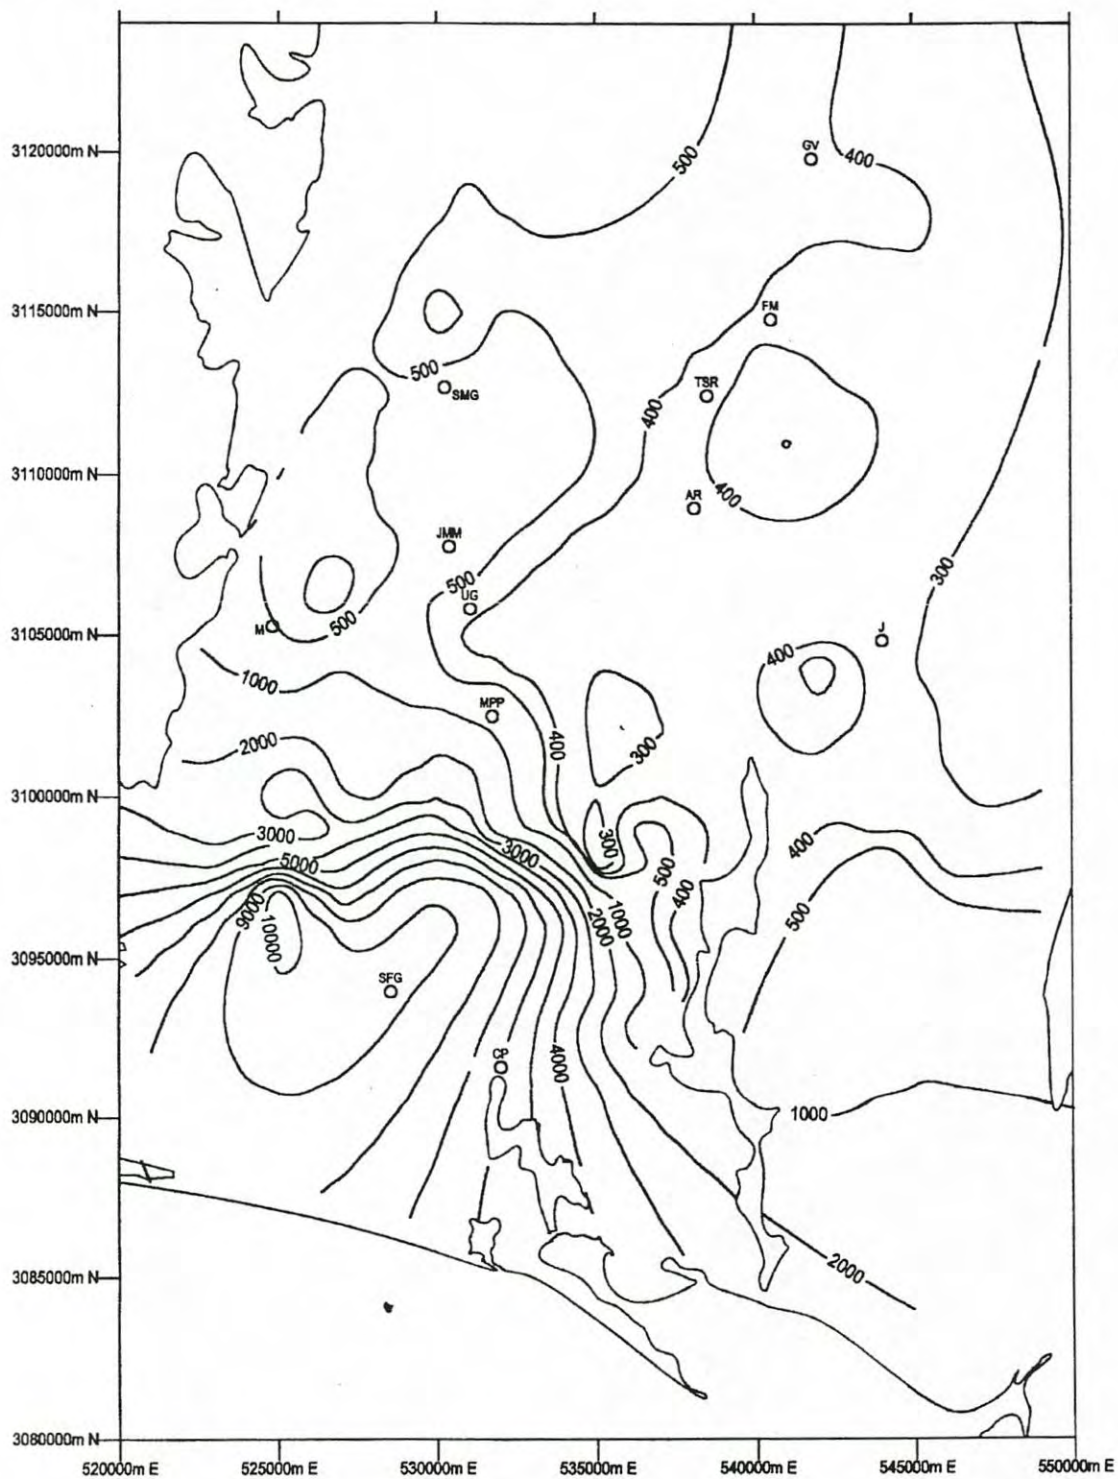 3120000m N
500
GV
400
3115000m N
FM
500
SMG
TSR
400
3110000m N
400
AR
JMM
500
UG
300
3105000m N
M
500
J
400
1000
MPP
2000
400
300
3100000m N
3000
300
400
5000
3000
500
400
9000
10000
2000
1000
500
3095000m N
SFG
CP
4000
3090000m N
1000
3085000m N
2000
3080000m N
520000m E 525000m E 530000m E 535000m E 540000m E 545000m E 550000m E